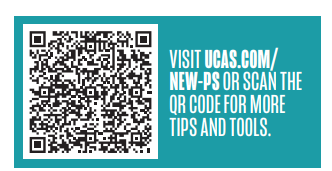 VISIT UCAS.COM/
NEW-PS OR SCAN THE
QR CODE FOR MORE
TIPS AND TOOLS.